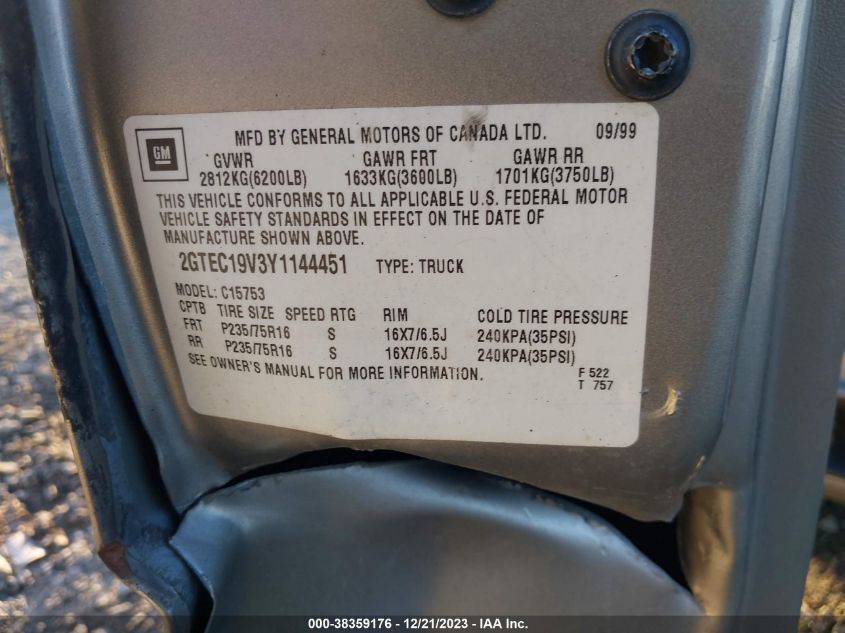 GM
MFD BY GENERAL MOTORS OF CANADA LTD. 09/99
GVWR GAWR FRT GAWR RR
2812KG(6200LB) 1633KG(3600LB) 1701KG(3750LB)
THIS VEHICLE CONFORMS TO ALL APPLICABLE U.S. FEDERAL MOTOR
VEHICLE SAFETY STANDARDS IN EFFECT ON THE DATE OF
MANUFACTURE SHOWN ABOVE.
2GTEC19V3Y1144451 TYPE: TRUCK
MODEL: C15753
CPTB TIRE SIZE SPEED RTG RIM COLD TIRE PRESSURE
FRT P235/75R16 S 16X7/6.5J 240KPA(35PSI)
RR P235/75R16 S 16X7/6.5J 240KPA(35PSI)
SEE OWNER'S MANUAL FOR MORE INFORMATION.
F 522
T 757
000-38359176 - 12/21/2023 - IAA Inc.